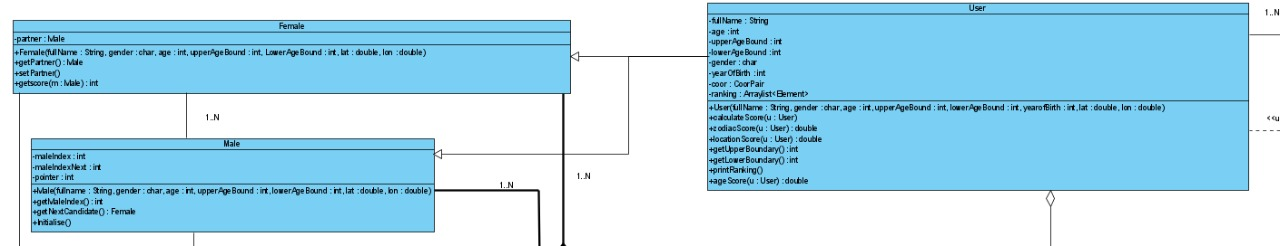 Female
-partner : Male
+Female(fullName : String, gender : char, age : int, upperAgeBound : int, LowerAgeBound : int, lat : double, lon : double)
+getPartner() : Male
+setPartner()
+getscore(m : Male) : int
1..N
Male
-maleIndex : int
-maleIndexNext : int
-pointer : int
+Male(fullname : String, gender : char, age : int, upperAgeBound : int, lowerAgeBound : int, lat : double, lon : double)
+getMaleIndex() : int
+getNextCandidate() : Female
+Initialise()
1..N
1..N
User
-fullName : String
-age : int
-upperAgeBound : int
-lowerAgeBound : int
-gender : char
-yearOfBirth : int
-coor : CoorPair
-ranking : Arraylist<Element>
+User(fullName : String, gender : char, age : int, upperAgeBound : int, lowerAgeBound : int, yearofBirth : int, lat : double, lon : double)
+calculateScore(u : User)
+zodiacScore(u : User) : double
+locationScore(u : User) : double
+getUpperBoundary() : int
+getLowerBoundary() : int
+printRanking()
+ageScore(u : User) : double
1..N
<<u